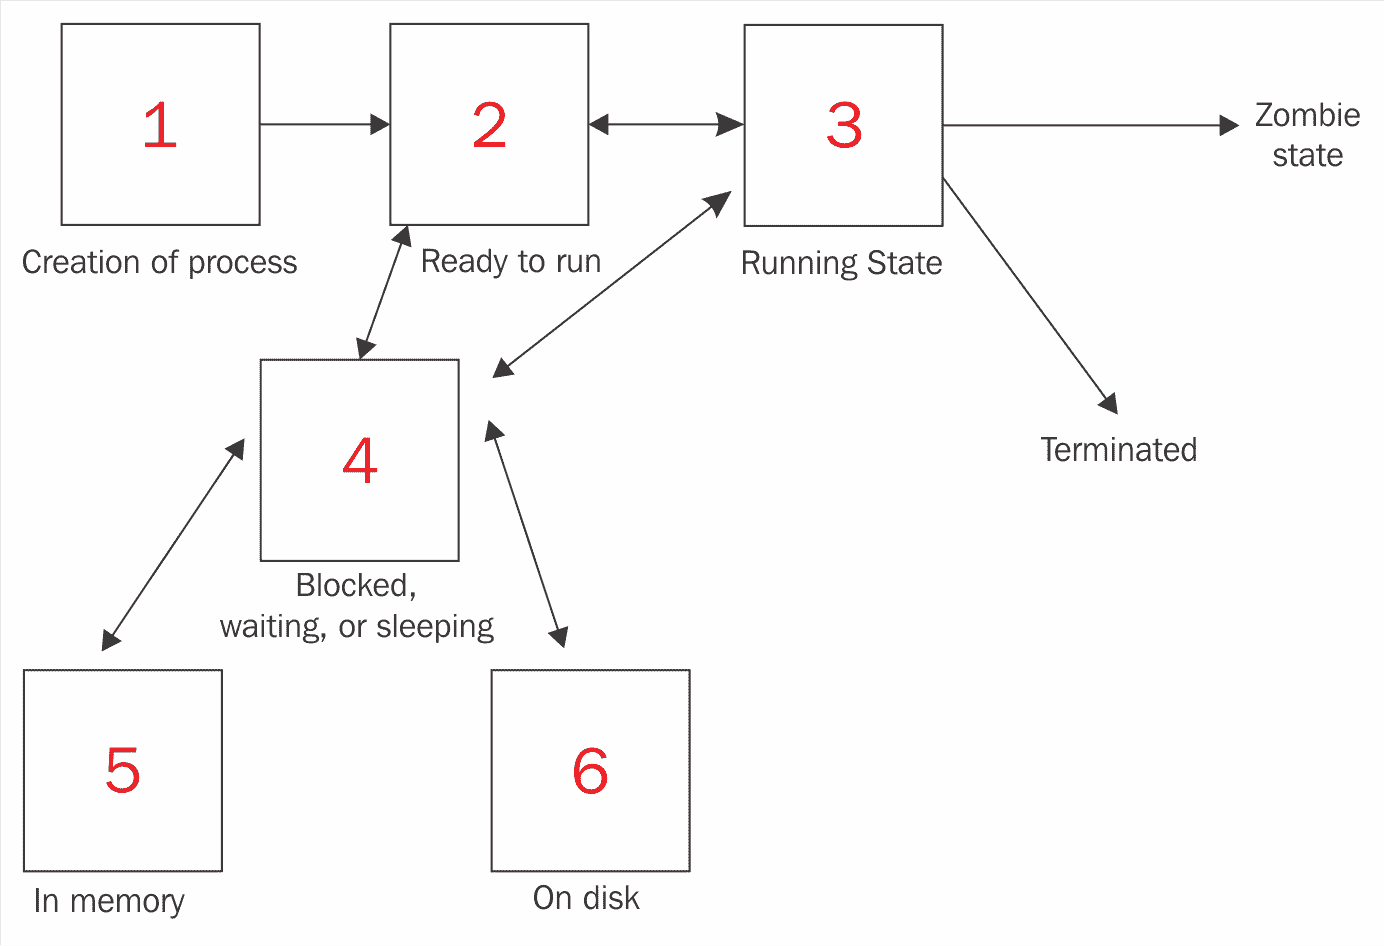 1
2
3
Zombie
state
Creation of process
Ready to run
Running State
4
Terminated
Blocked,
waiting, or sleeping
5
6
In memory
On disk